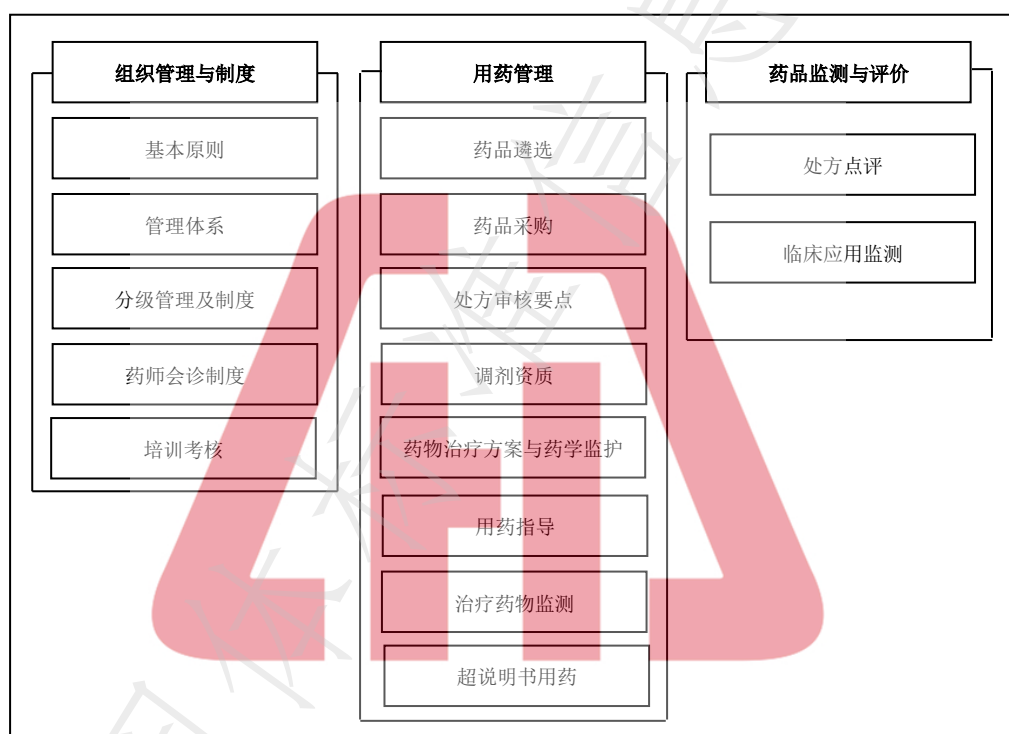 组织管理与制度
基本原则
管理体系
分级管理及制度
药师会诊制度
培训考核
用药管理
药品遴选
药品采购
处方审核要点
调剂资质
药物治疗方案与药学监护
用药指导
治疗药物监测
超说明书用药
药品监测与评价
处方点评
临床应用监测